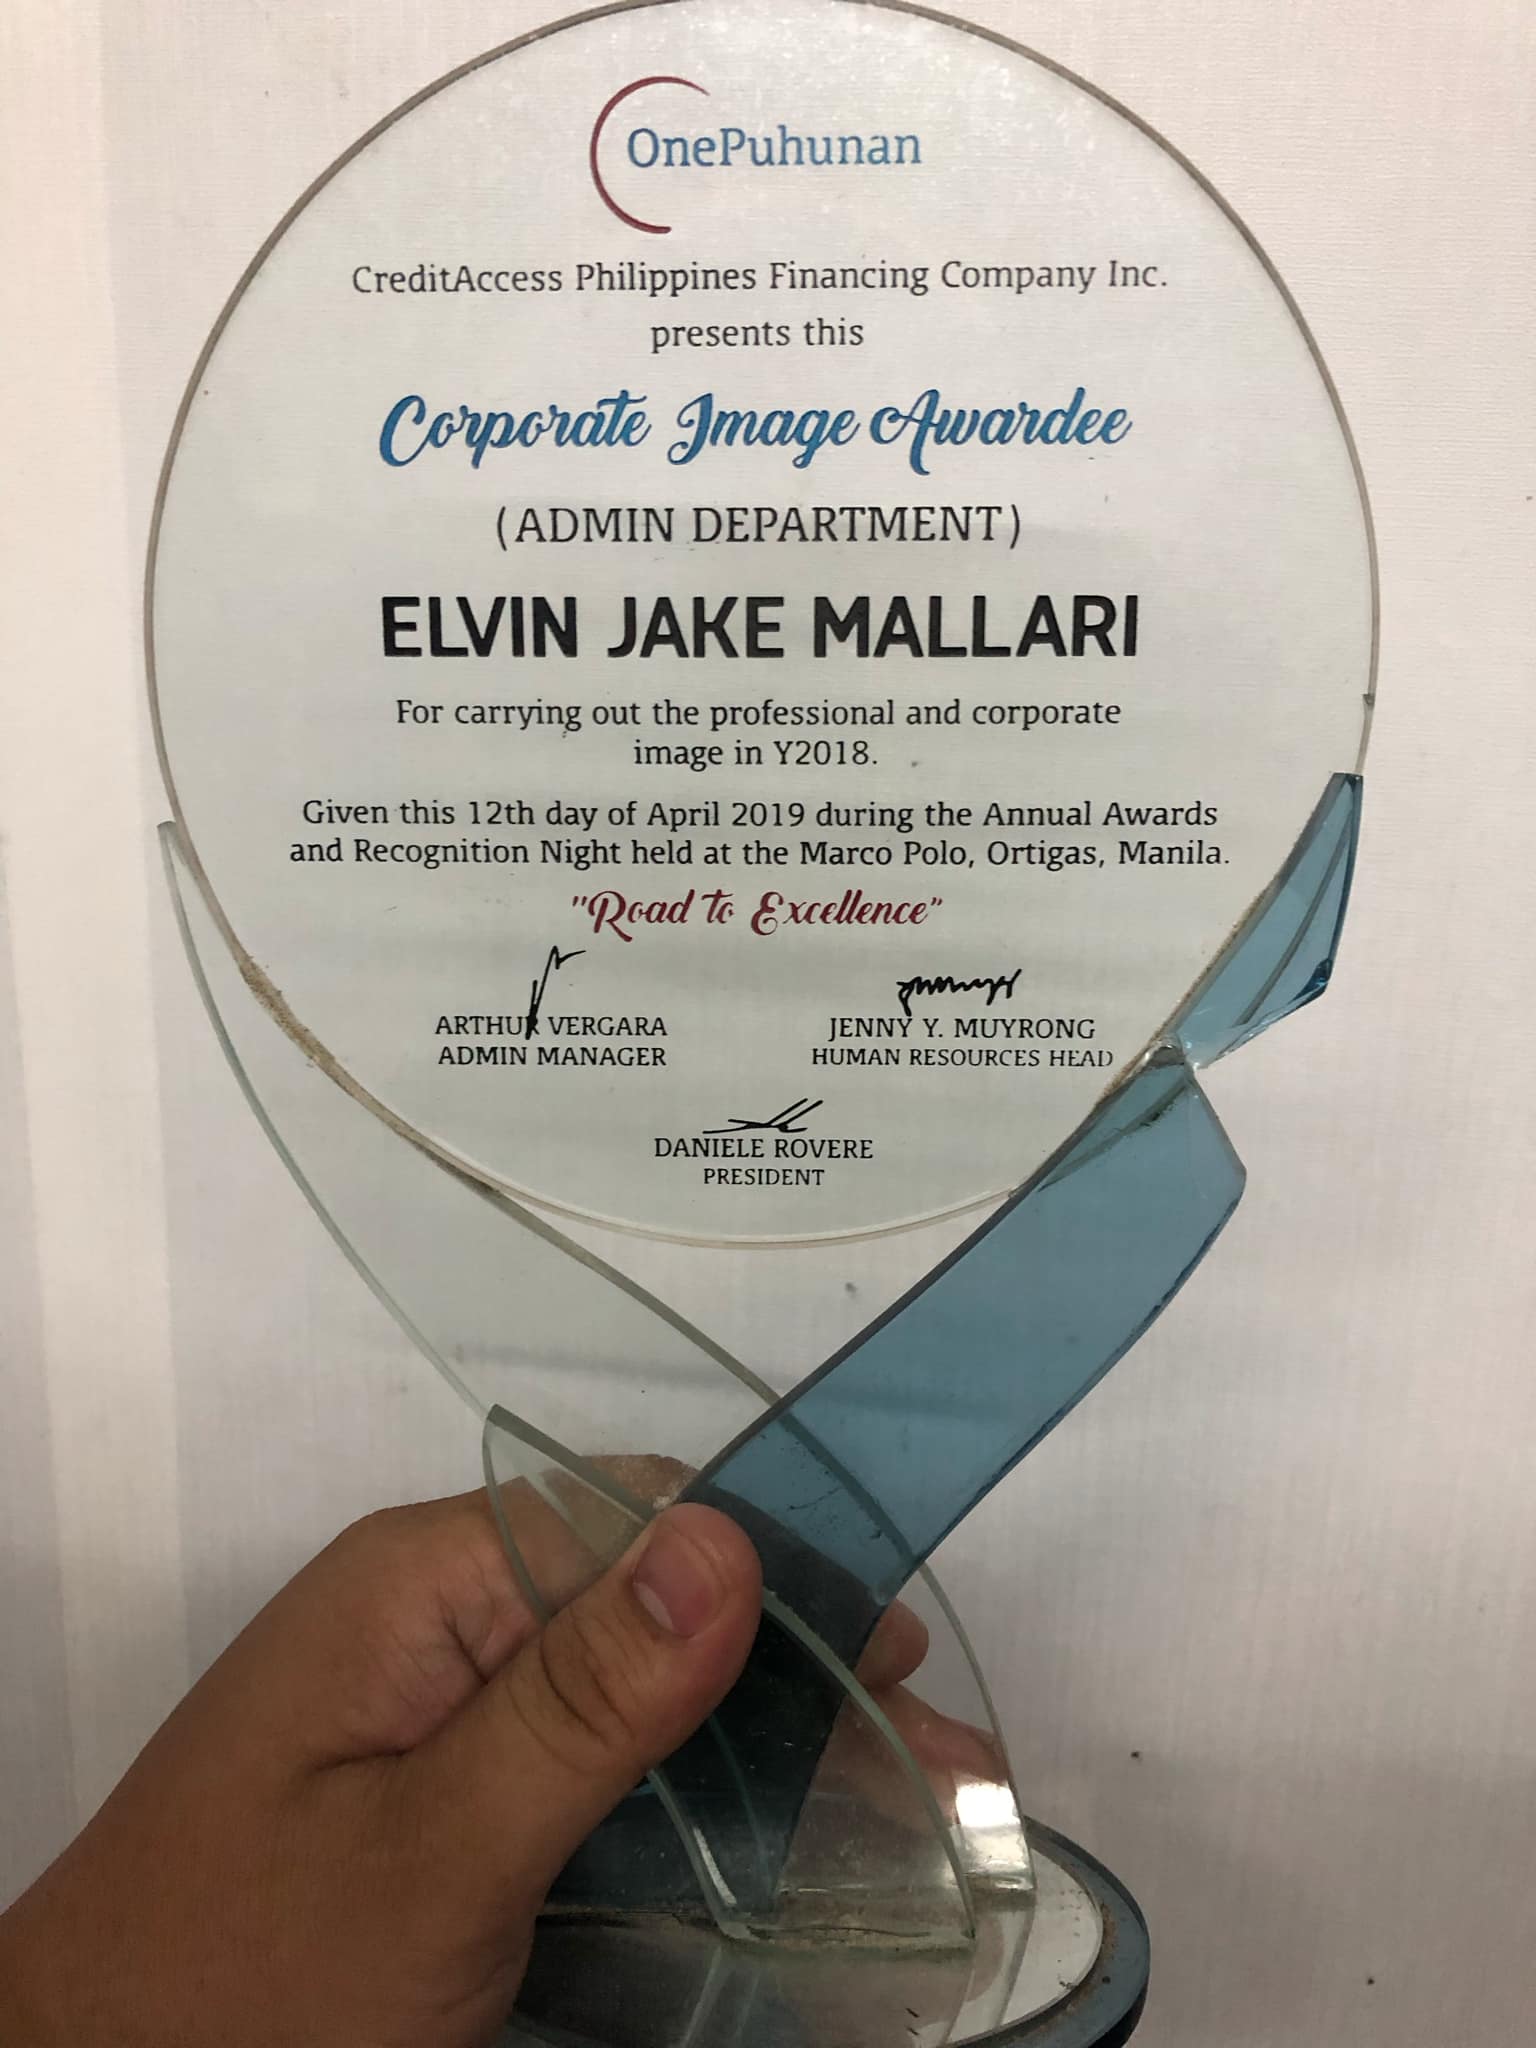 OnePuhunan
CreditAccess Philippines Financing Company Inc.
presents this
Corporate Image Awardee
(ADMIN DEPARTMENT)
ELVIN JAKE MALLARI
For carrying out the professional and corporate
image in Y2018.
Given this 12th day of April 2019 during the Annual Awards
and Recognition Night held at the Marco Polo, Ortigas, Manila.
"Road to Excellence"
ARTHUR VERGARA
ADMIN MANAGER
JENNY Y. MUYRONG
HUMAN RESOURCES HEAD
DANIELE ROVERE
PRESIDENT